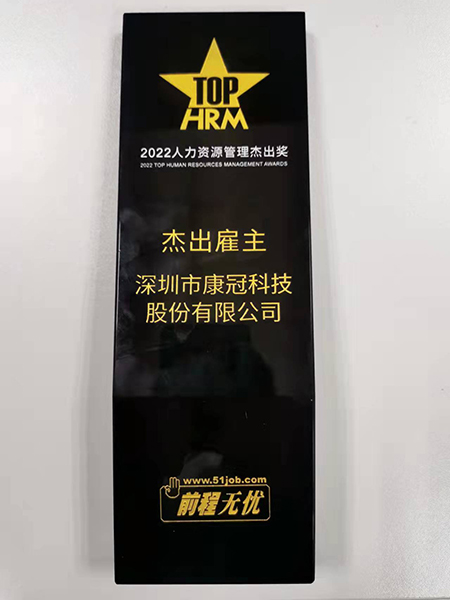 TOP
HRM
2022人力资源管理杰出奖
2022 TOP HUMAN RESOURCES MANAGEMENT AWARDS
杰出雇主
深圳市康冠科技
股份有限公司
www.51job.com
前程无忧